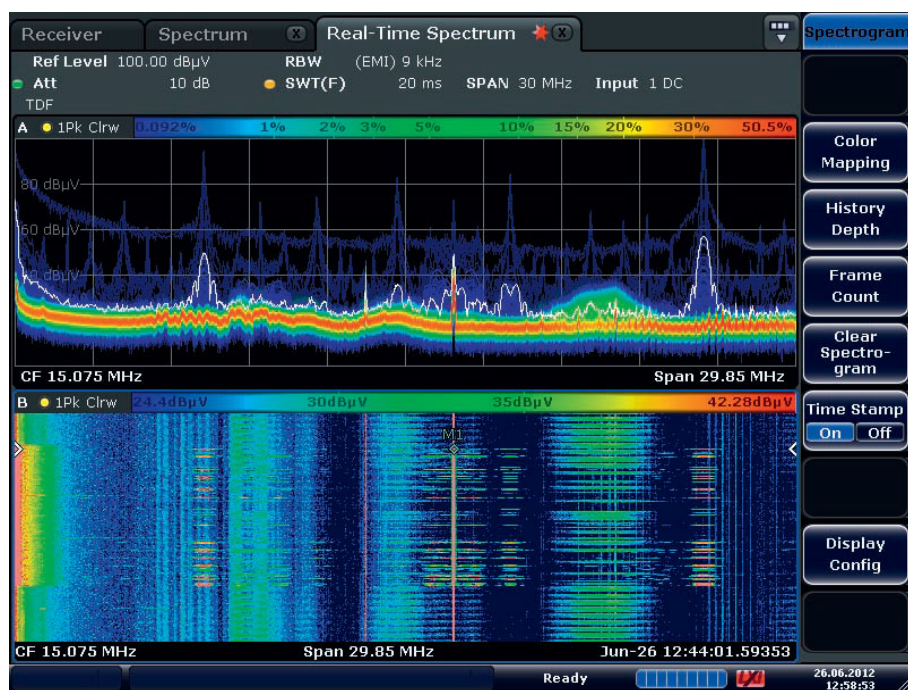 Receiver Spectrum Real-Time Spectrum
Ref Level 100.00 dBµV RBW (EMI) 9 kHz
Att 10 dB SWT(F) 20 ms SPAN 30 MHz Input 1 DC
TDF
A 1Pk Clrw 0.092% 1% 2% 3% 5% 10% 15% 20% 30% 50.5%
80 dBµV
60 dBµV
dBµV
CF 15.075 MHz Span 29.85 MHz
B 1Pk Clrw 24.4dBµV 30dBµV 35dBµV 42.28dBµV
M1
CF 15.075 MHz Span 29.85 MHz Jun-26 12:44:01.59353
Spectrogram
Color
Mapping
History
Depth
Frame
Count
Clear
Spectro-
gram
Time Stamp
On Off
Display
Config
Ready LXI 26.06.2012
12:58:53